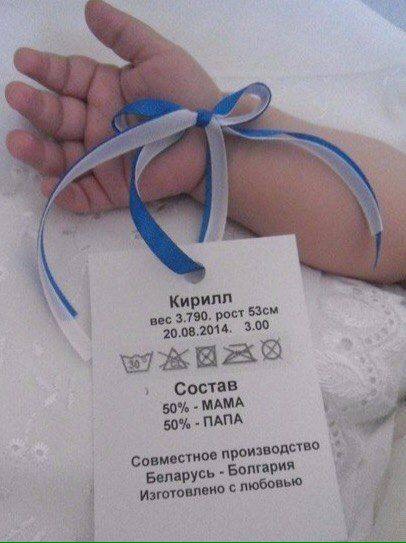 Кирилл
вес 3.790. рост 53см
20.08.2014. 3.00
30°
Состав
50% - МАМА
50% - ПАПА
Совместное производство
Беларусь - Болгария
Изготовлено с любовью